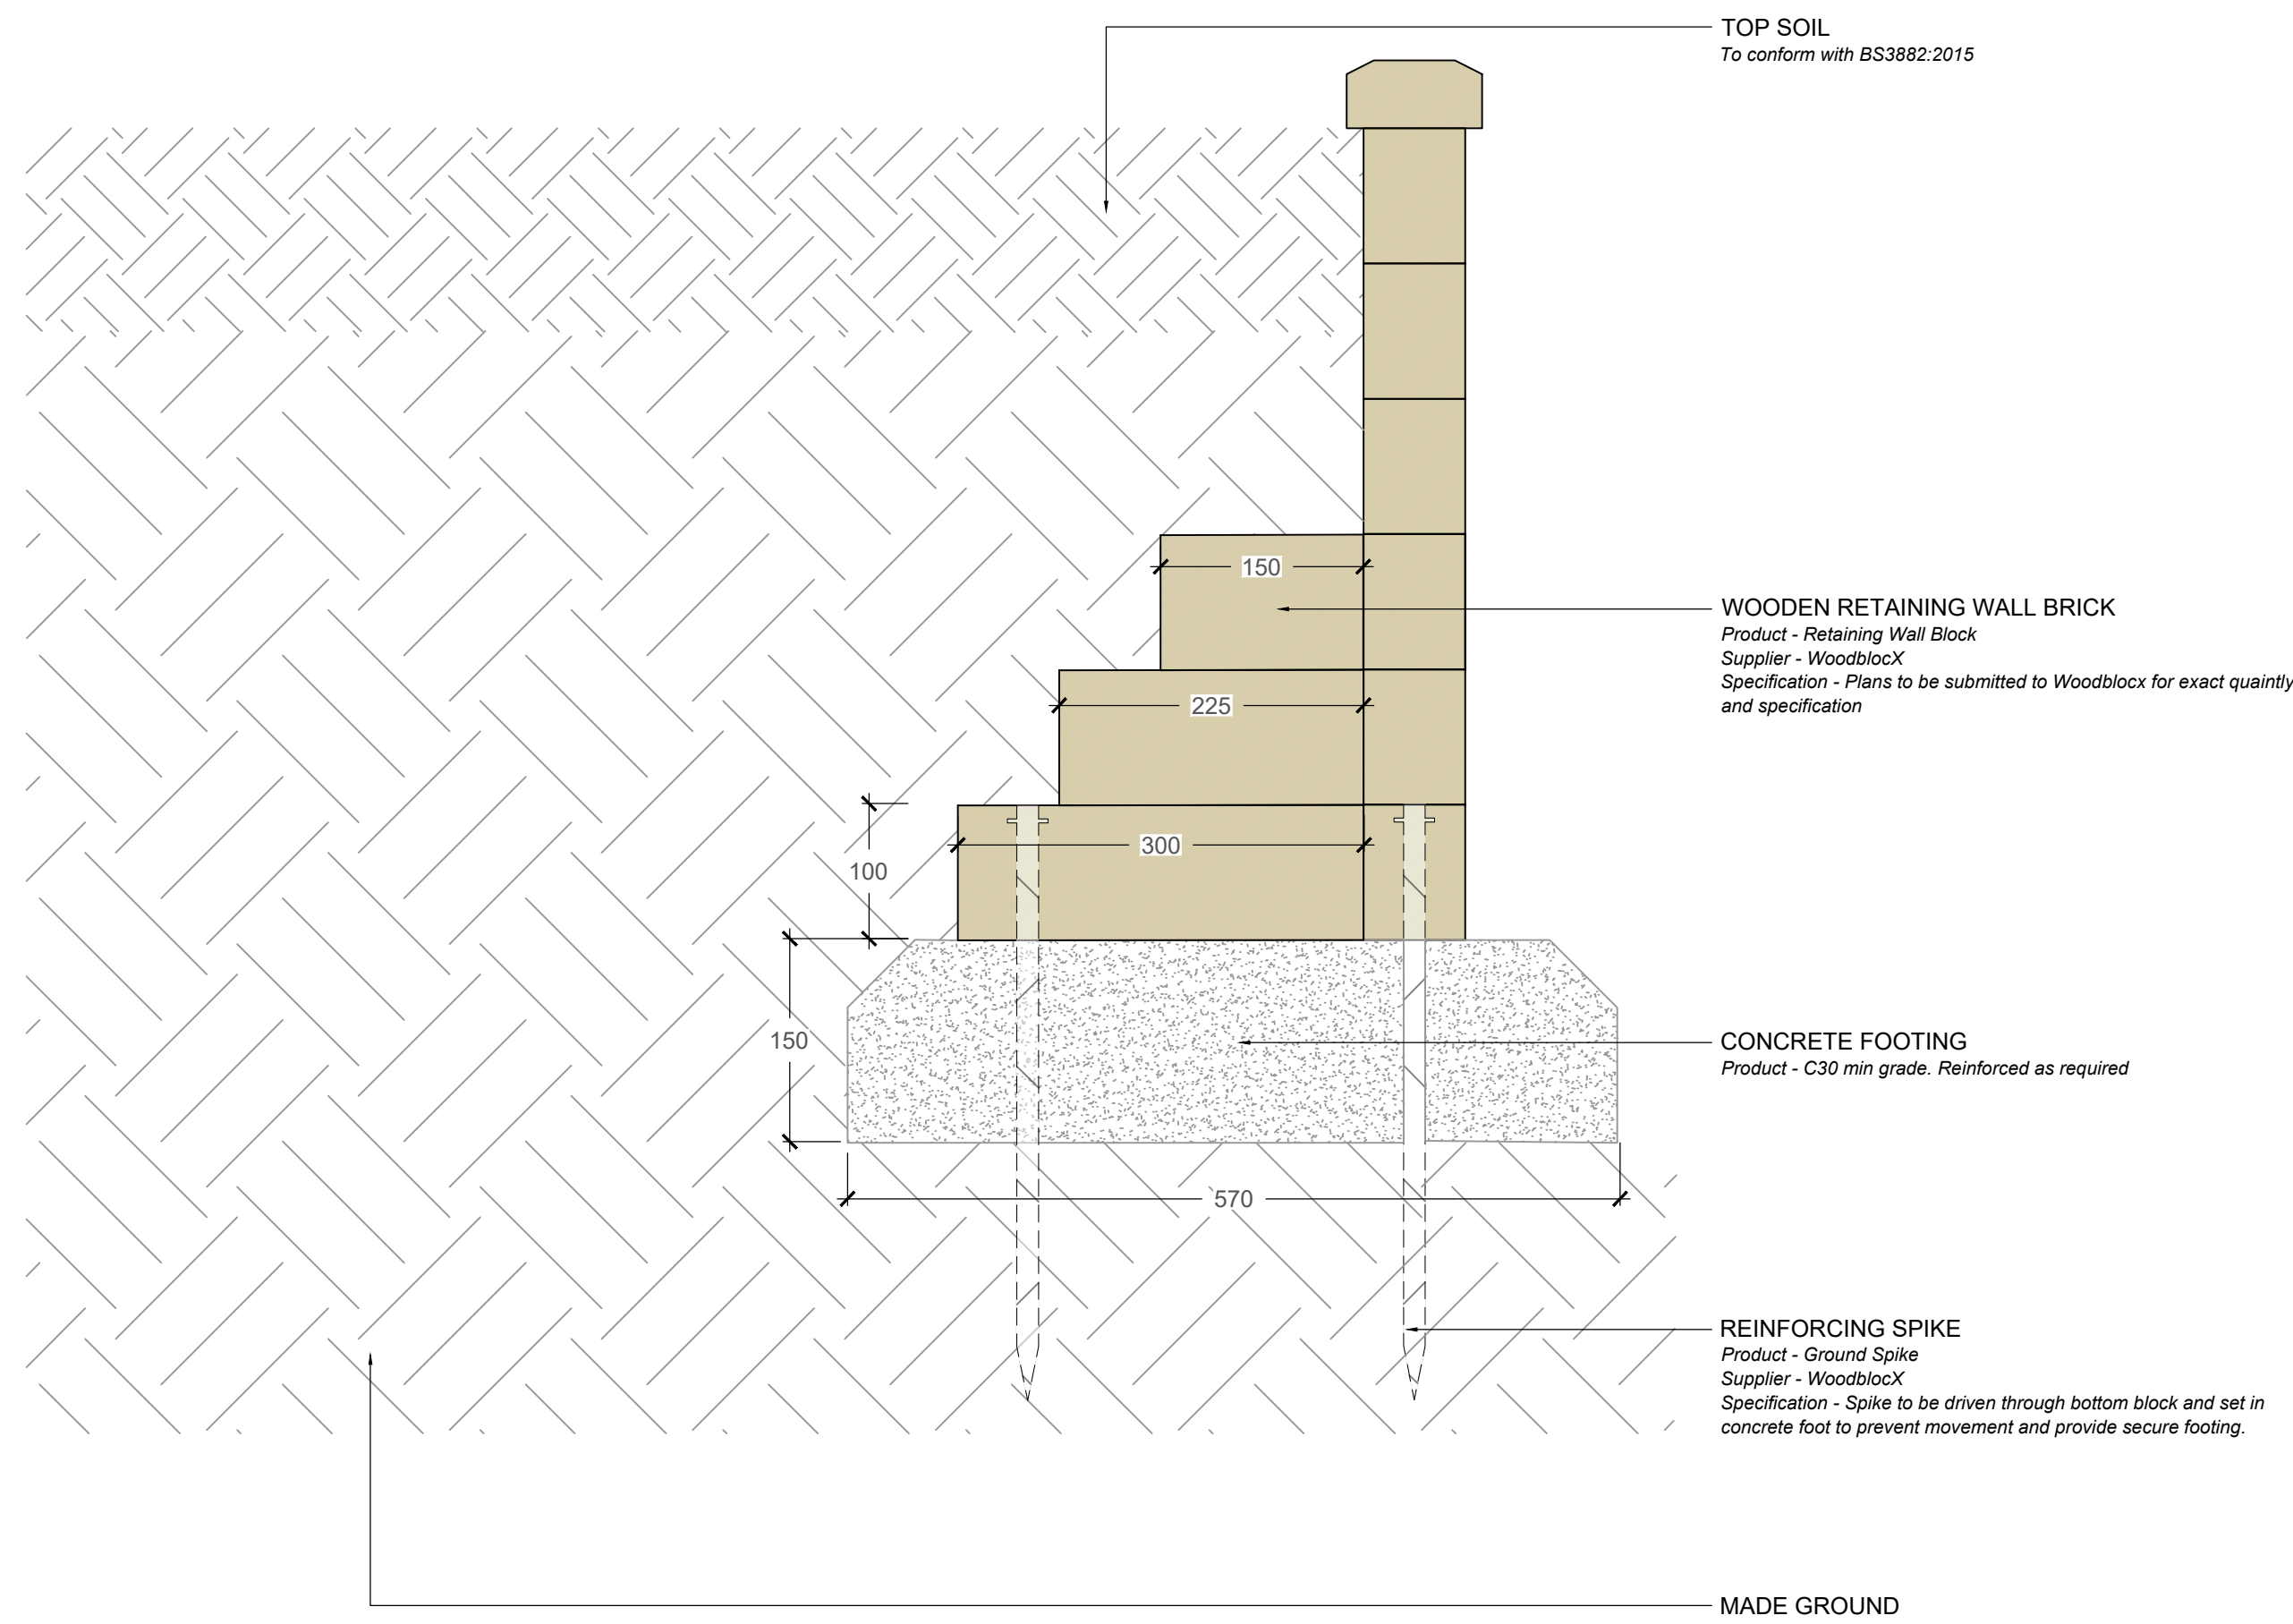 TOP SOIL
To conform with BS3882:2015
150
WOODEN RETAINING WALL BRICK
Product - Retaining Wall Block
Supplier - WoodblocX
Specification - Plans to be submitted to Woodblocx for exact quaintly
and specification
225
300
100
150
CONCRETE FOOTING
Product - C30 min grade. Reinforced as required
570
REINFORCING SPIKE
Product - Ground Spike
Supplier - WoodblocX
Specification - Spike to be driven through bottom block and set in
concrete foot to prevent movement and provide secure footing.
MADE GROUND